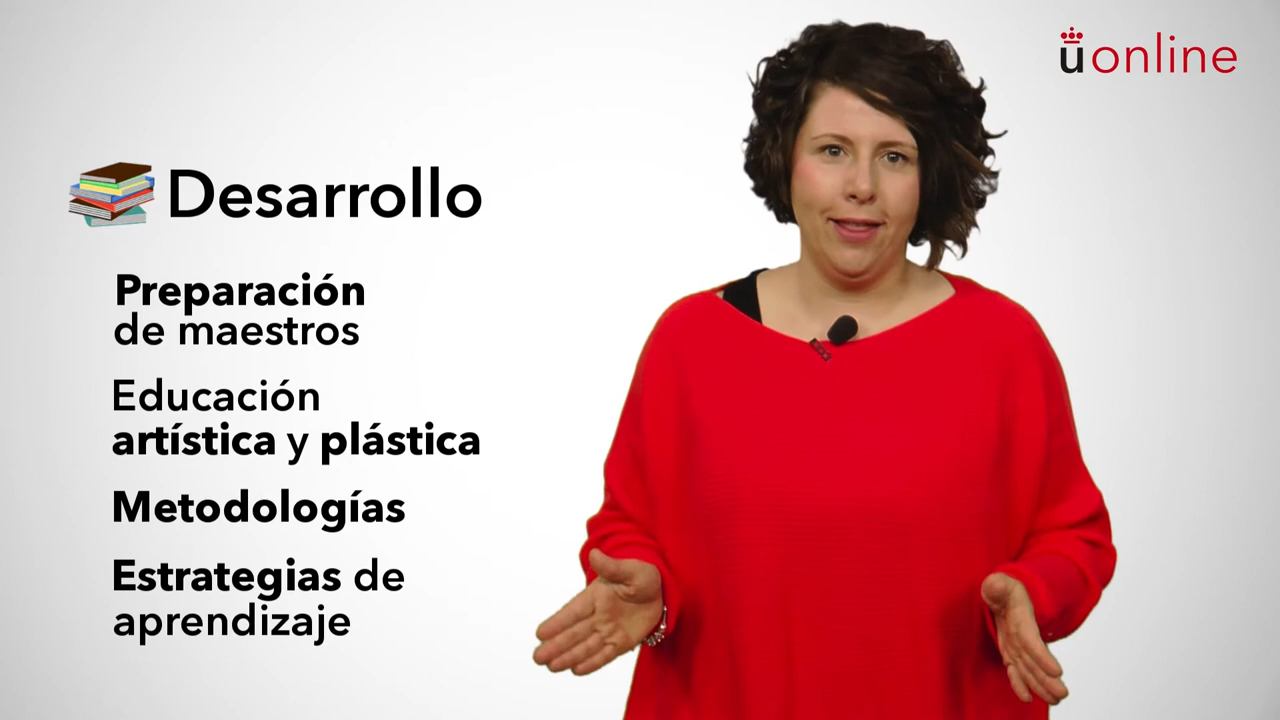 uonline
Desarrollo
Preparación
de maestros
Educación
artística y plástica
Metodologías
Estrategias de
aprendizaje